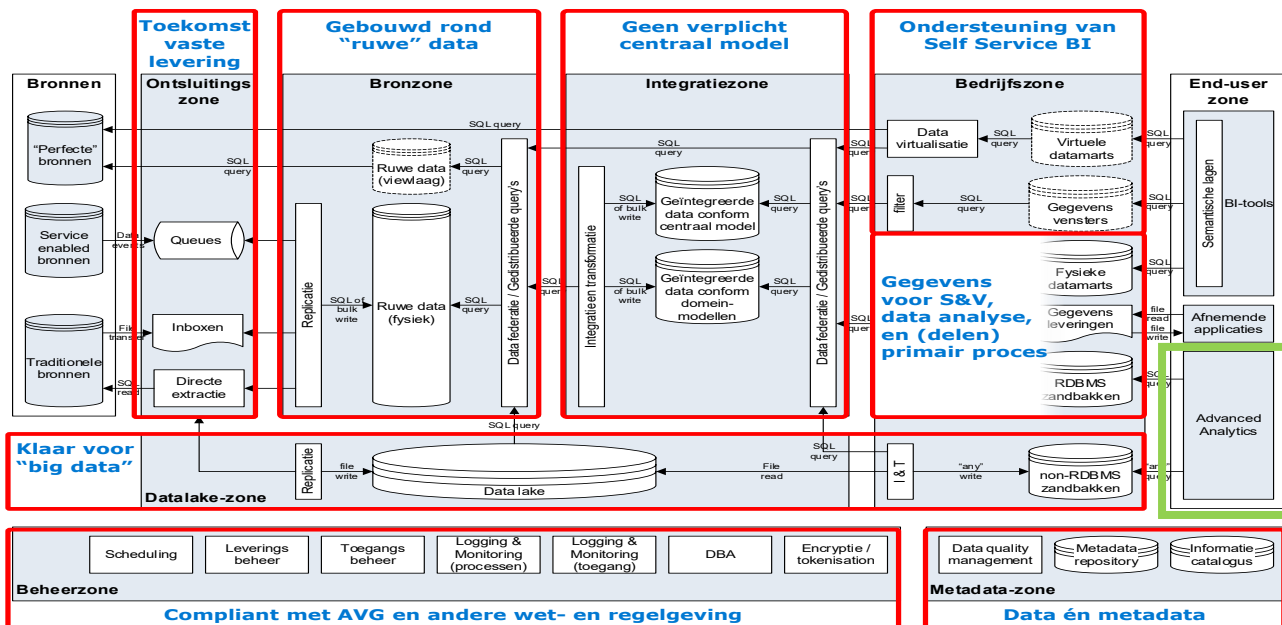 Toekomst
vaste
levering
Gebouwd rond
“ruwe” data
Geen verplicht
centraal model
Ondersteuning van
Self Service BI
Bronnen
Ontsluitings
zone
Bronzone
Integratiezone
Bedrijfszone
End-user
zone
“Perfecte”
bronnen
Service
enabled
bronnen
Traditionele
bronnen
Data
events
File
transfer
SQL
read
Queues
Inboxen
Directe
extractie
SQL query
SQL
query
Ruwe data
(viewlaag)
SQL
query
Replicatie
SQL of
bulk
write
Ruwe data
(fysiek)
SQL
query
Data federatie / Gedistribueerde query's
SQL
query
SQL
query
Integratie en transformatie
SQL
of bulk
write
Geïntegreerde
data conform
centraal model
SQL
query
SQL
of bulk
write
Geïntegreerde
data conform
domein-
modellen
SQL
query
Data federatie / Gedistribueerde query's
SQL
query
SQL
query
SQL
query
Data
virtualisatie
SQL
query
Virtuele
datamarts
SQL
query
filter
SQL
query
Gegevens
vensters
SQL
query
Semantische lagen
BI-tools
Gegevens
voor S&V,
data analyse,
en (delen)
primair proces
Fysieke
datamarts
SQL
query
Gegevens
leveringen
file
read
file
write
Afnemende
applicaties
RDBMS
zandbakken
SQL
query
Advanced
Analytics
Klaar voor
“big data”
Datalake-zone
Replicatie
file
write
Data lake
SQL query
File
read
SQL
query
I & T
“any”
write
non-RDBMS
zandbakken
“any”
query
Scheduling
Leverings
beheer
Toegangs
beheer
Logging &
Monitoring
(processen)
Logging &
Monitoring
(toegang)
DBA
Encryptie /
tokenisation
Beheerzone
Compliant met AVG en andere wet- en regelgeving
Data quality
management
Metadata
repository
Informatie
catalogus
Metadata-zone
Data én metadata